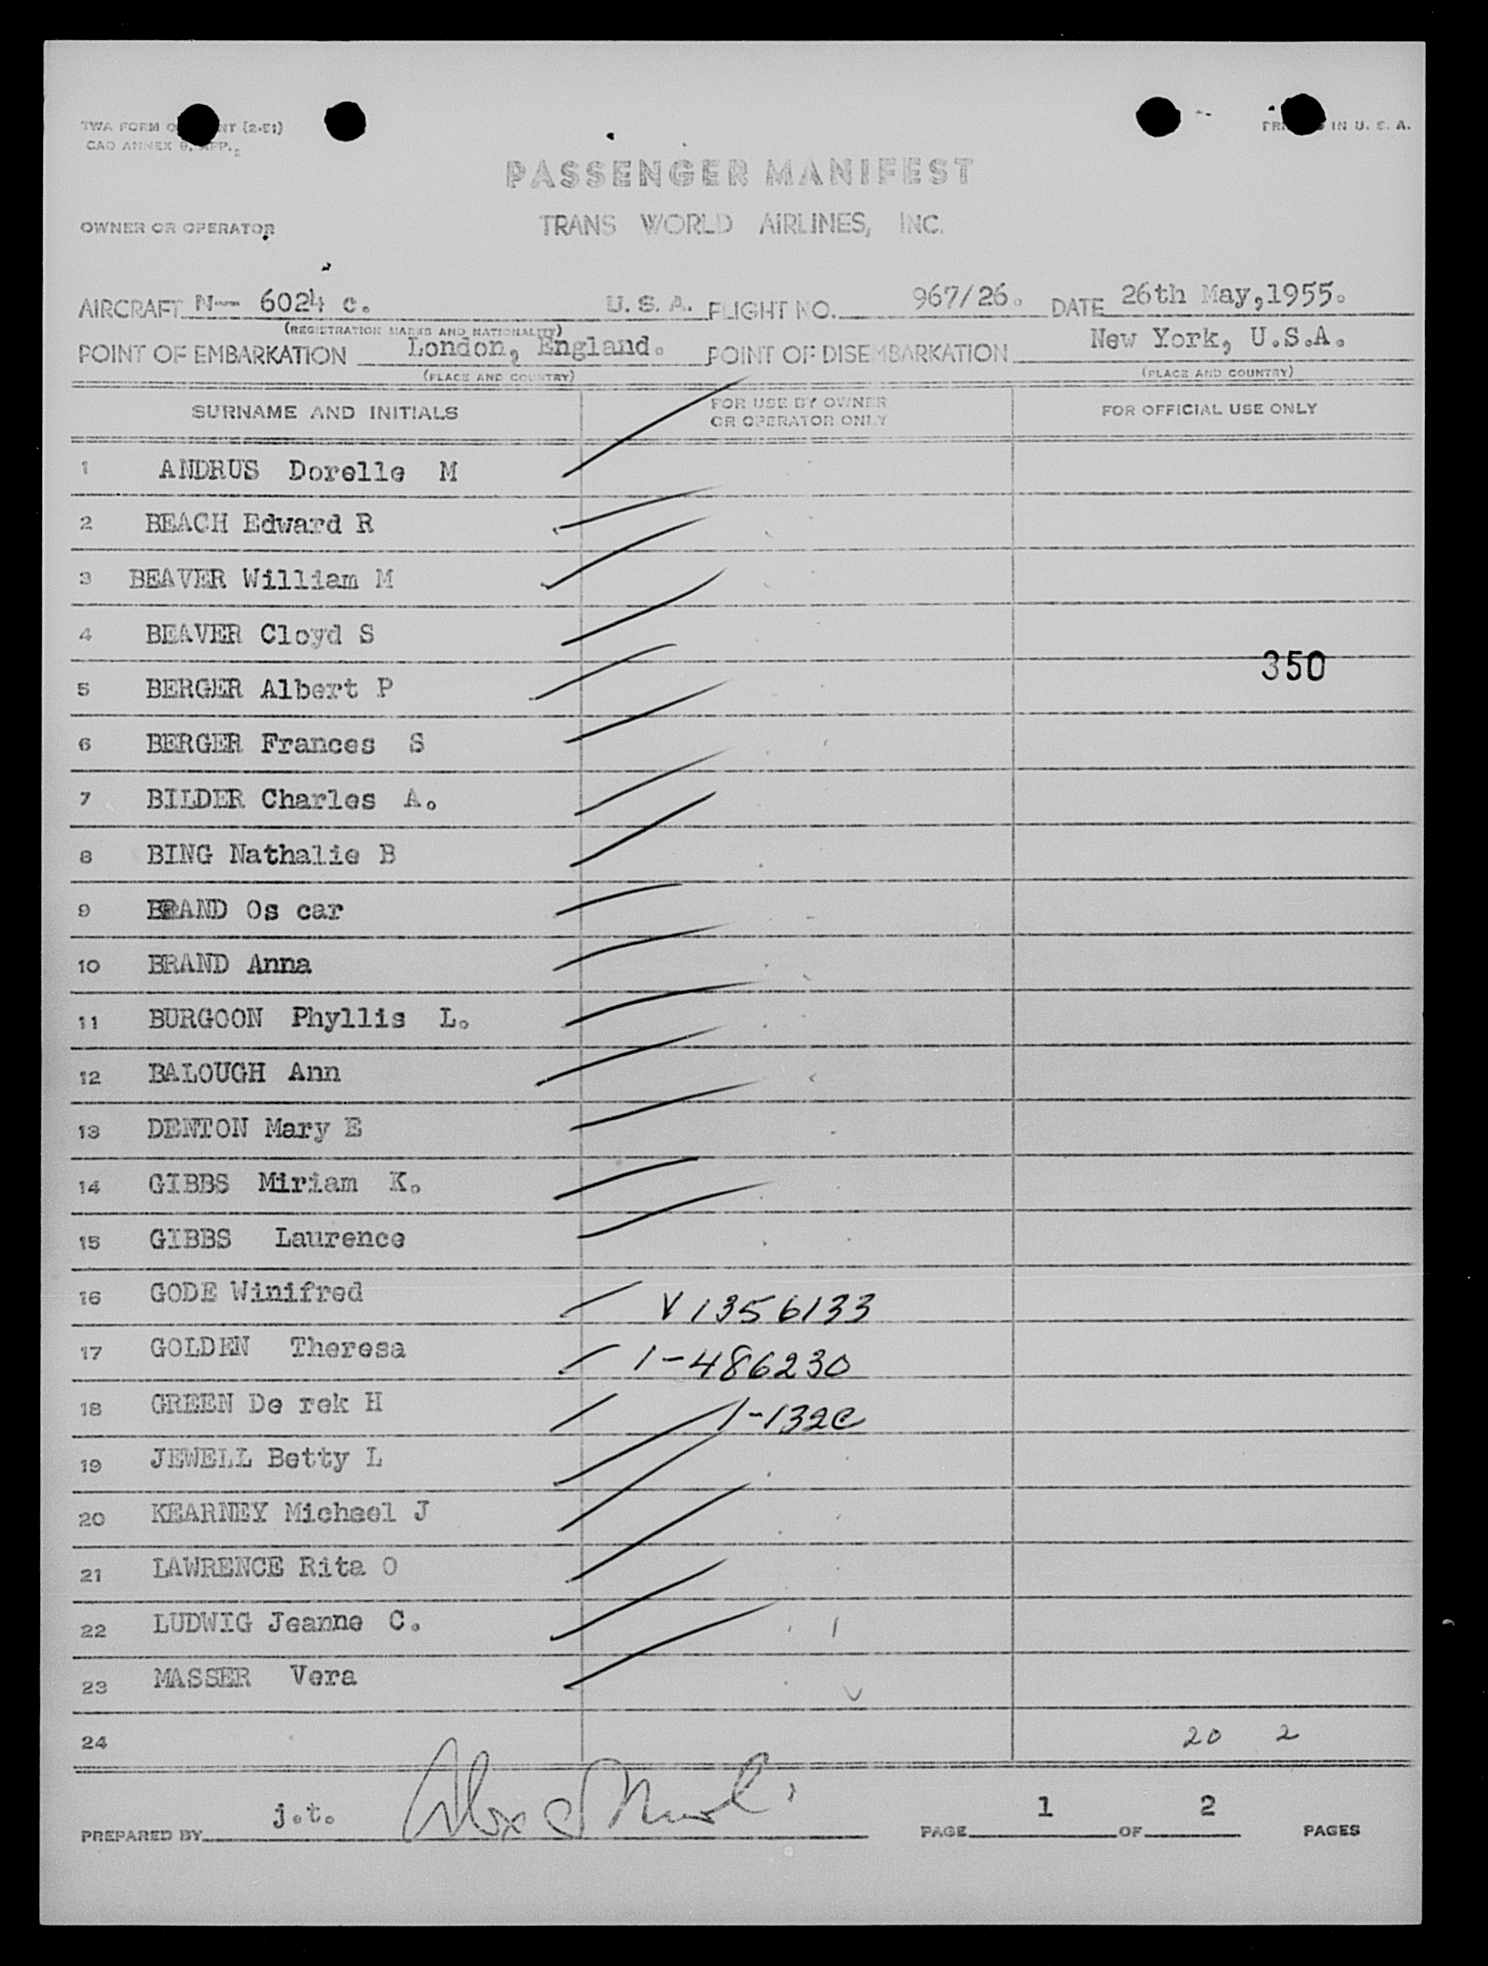 TWA FORM
(2-51)
PRINTED IN U. S. A.
CAO ANNEX 9, APP.
PASSENGER MANIFEST
OWNER OR OPERATOR TRANS WORLD AIRLINES, INC.
AIRCRAFT N-- 6024 c. U. S. A. FLIGHT NO. 967/26. DATE 26th May,1955.
(REGISTRATION MARKS AND NATIONALITY)
POINT OF EMBARKATION London, England. POINT OF DISEMBARKATION New York, U.S.A.
(PLACE AND COUNTRY) (PLACE AND COUNTRY)
SURNAME AND INITIALS FOR USE BY OWNER OR OPERATOR ONLY FOR OFFICIAL USE ONLY
1 ANDRUS Dorelle M
2 BEACH Edward R
3 BEAVER William M
4 BEAVER Cloyd S
350
5 BERGER Albert P
6 BERGER Frances S
7 BILDER Charles A.
8 BING Nathalie B
9 BRAND Os car
10 BRAND Anna
11 BURGOON Phyllis L.
12 BALOUGH Ann
13 DENTON Mary E
14 GIBBS Miriam K.
15 GIBBS Laurence
16 GODE Winifred V 1356133
17 GOLDEN Theresa 1-486230
18 GREEN De rek H 1-132C
19 JEWELL Betty L
20 KEARNEY Michael J
21 LAWRENCE Rita O
22 LUDWIG Jeanne C.
23 MASSER Vera
24 20 2
PREPARED BY j.t. PAGE 1 OF 2 PAGES